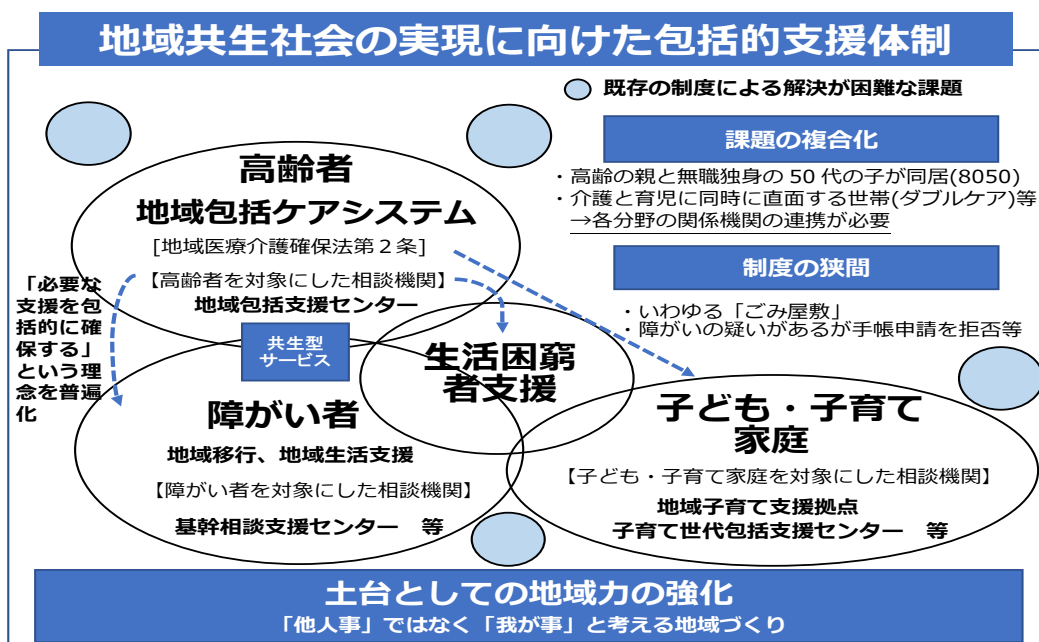 地域共生社会の実現に向けた包括的支援体制
既存の制度による解決が困難な課題
課題の複合化
・高齢の親と無職独身の 50 代の子が同居(8050)
・介護と育児に同時に直面する世帯(ダブルケア)等
→各分野の関係機関の連携が必要
制度の狭間
・いわゆる「ごみ屋敷」
・障がいの疑いがあるが手帳申請を拒否等
高齢者
地域包括ケアシステム
[地域医療介護確保法第２条]
【高齢者を対象にした相談機関】
地域包括支援センター
「必要な
支援を包
括的に確
保する」
という理
念を普遍
化
共生型
サービス
生活困窮
者支援
障がい者
地域移行、地域生活支援
【障がい者を対象にした相談機関】
基幹相談支援センター　等
子ども・子育て
家庭
【子ども・子育て家庭を対象にした相談機関】
地域子育て支援拠点
子育て世代包括支援センター　等
土台としての地域力の強化
「他人事」ではなく「我が事」と考える地域づくり